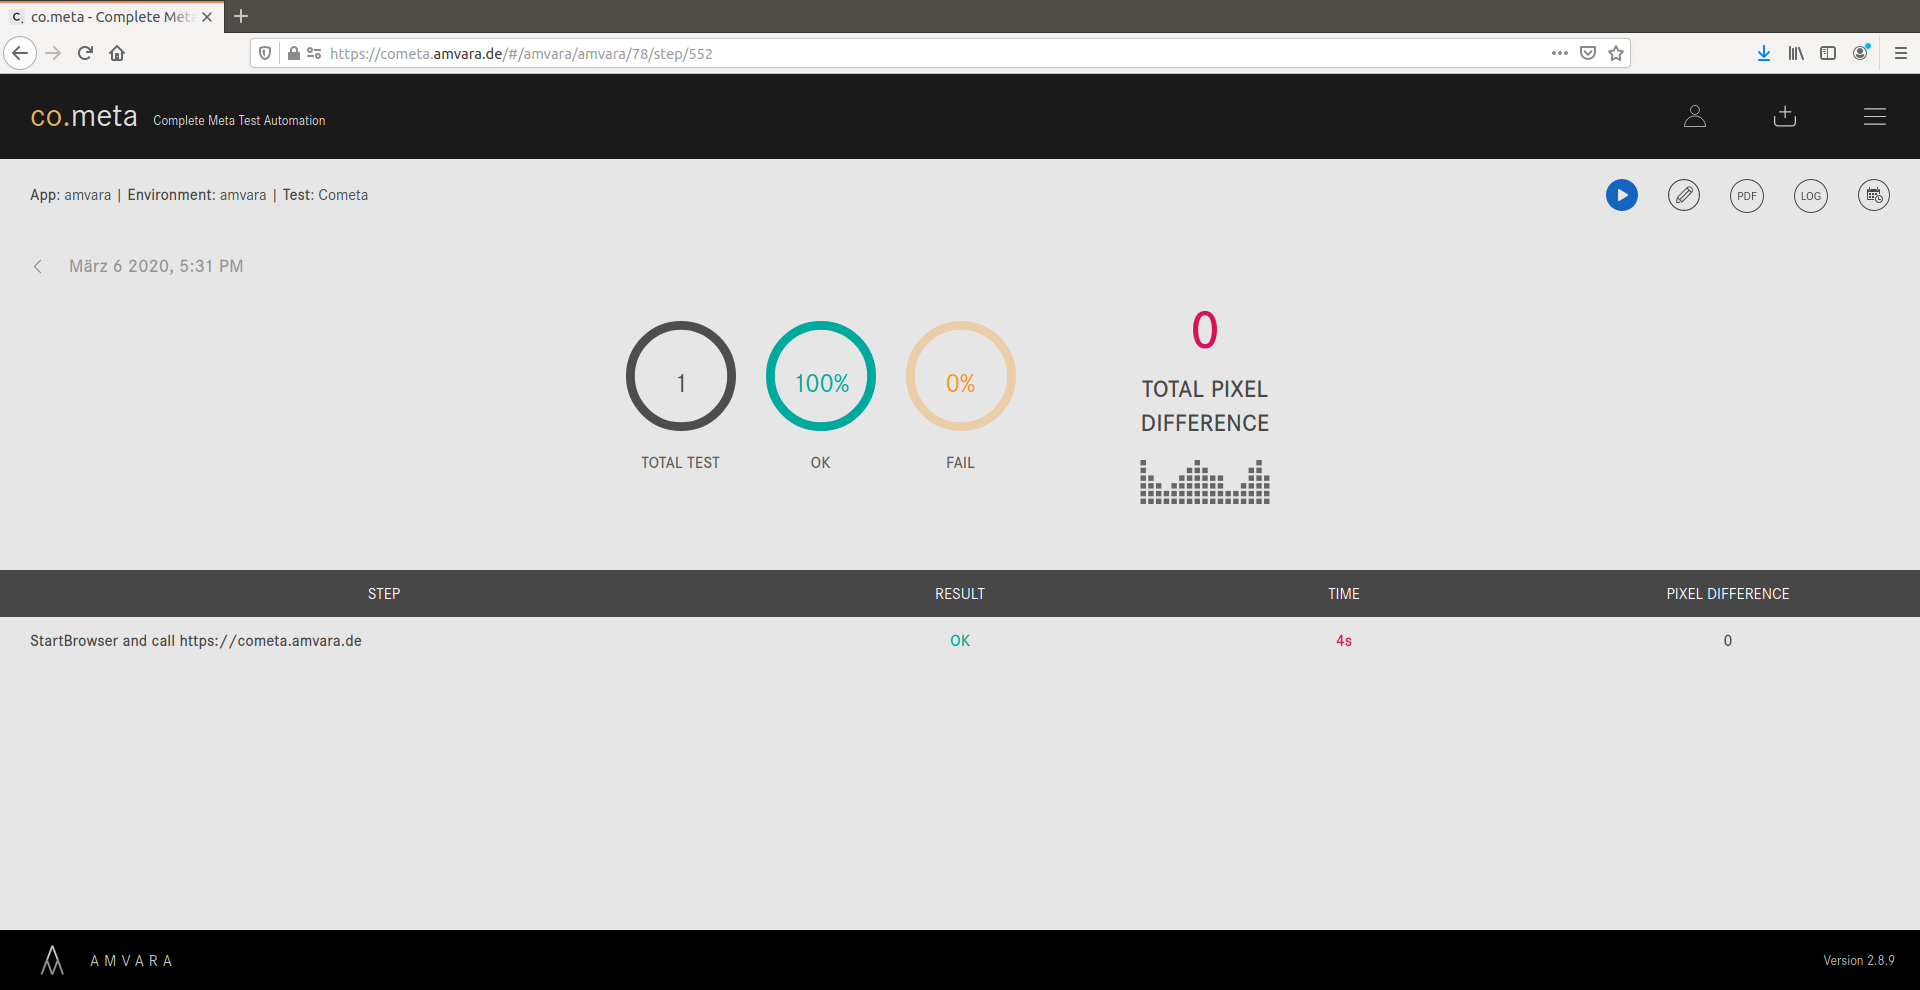 co.meta - Complete Met
https://cometa.amvara.de/#/amvara/amvara/78/step/552
co.meta Complete Meta Test Automation
App: amvara | Environment: amvara | Test: Cometa
PDF
LOG
März 6 2020, 5:31 PM
1
100%
0%
0
TOTAL PIXEL
DIFFERENCE
TOTAL TEST
OK
FAIL
STEP RESULT TIME PIXEL DIFFERENCE
StartBrowser and call https://cometa.amvara.de OK 4s 0
AMVARA
Version 2.8.9